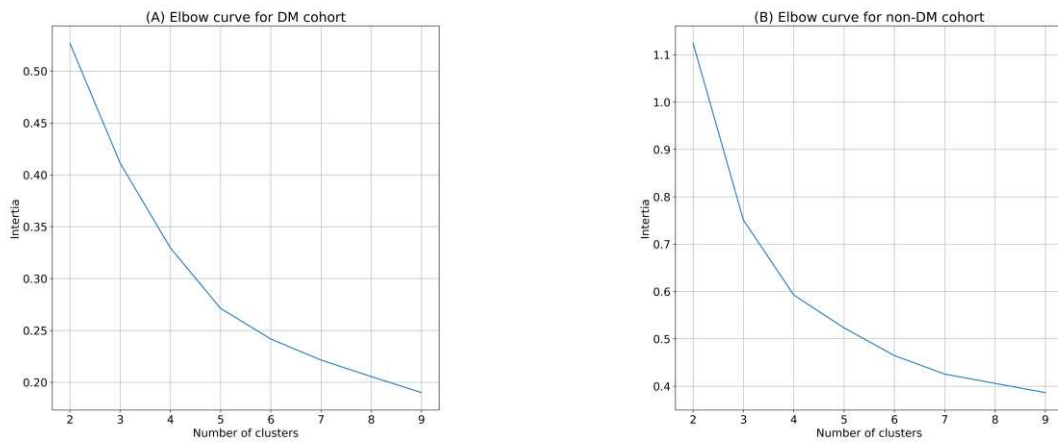 (A) Elbow curve for DM cohort
0.50
0.45
0.40
0.35
0.30
0.25
0.20
Intertia
2 3 4 5 6 7 8 9
Number of clusters
(B) Elbow curve for non-DM cohort
1.1
1.0
0.9
0.8
0.7
0.6
0.5
0.4
Intertia
2 3 4 5 6 7 8 9
Number of clusters